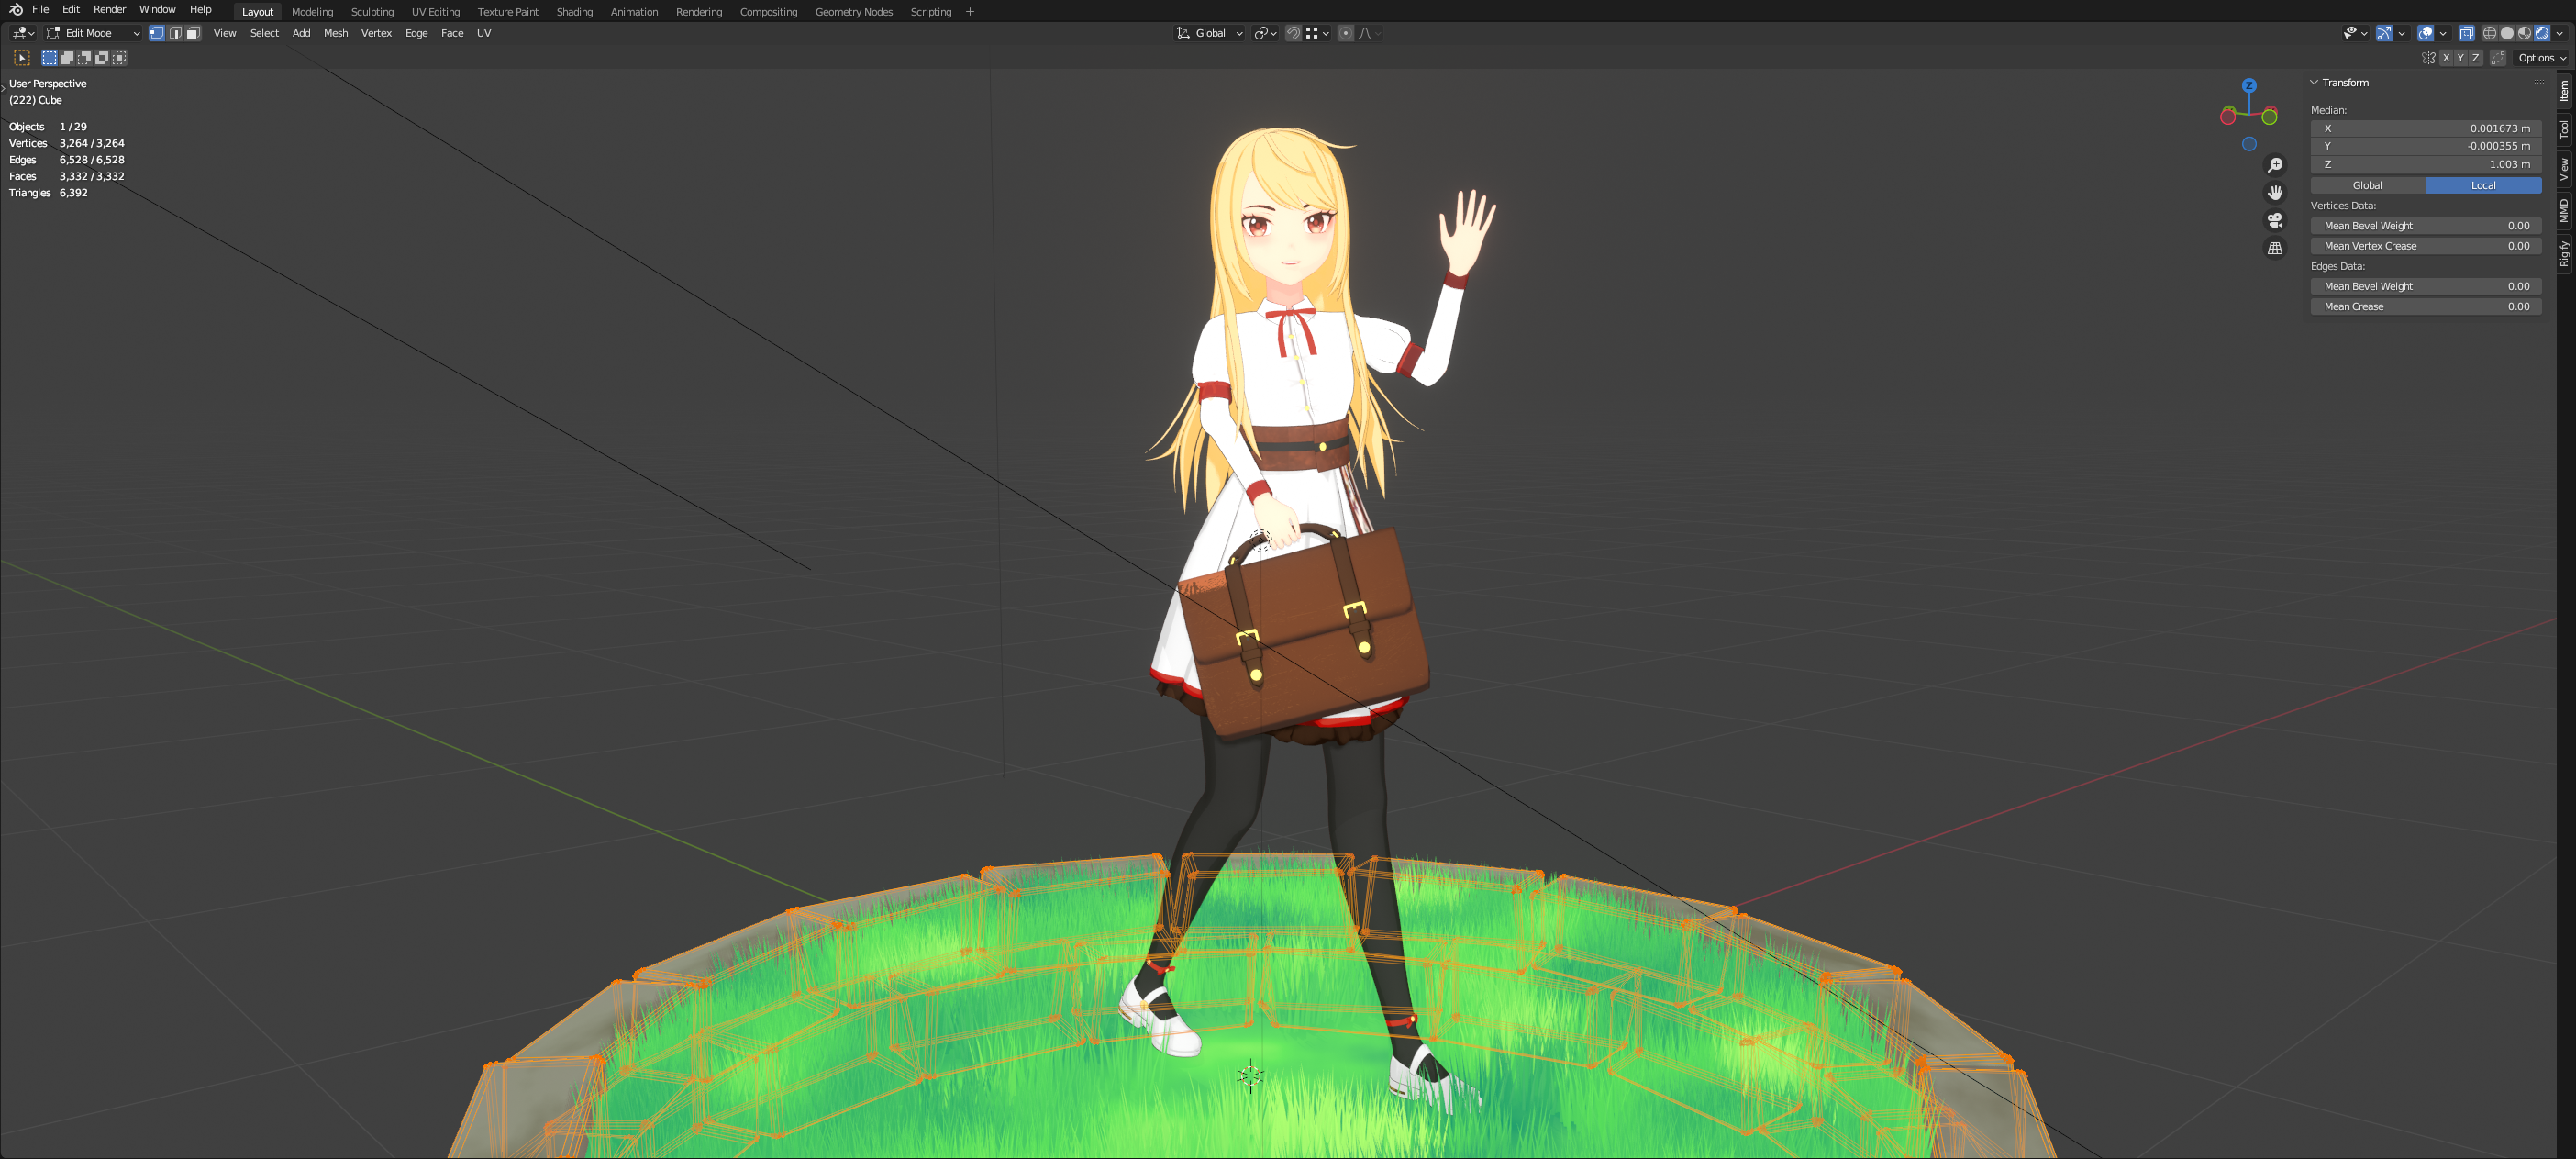 File Edit Render Window Help Layout Modeling Sculpting UV Editing Texture Paint Shading Animation Rendering Compositing Geometry Nodes Scripting +
Edit Mode View Select Add Mesh Vertex Edge Face UV Global
X Y Z Options
User Perspective
(222) Cube
Objects 1 / 29
Vertices 3,264 / 3,264
Edges 6,528 / 6,528
Faces 3,332 / 3,332
Triangles 6,392
Z
Transform
Median:
X 0.001673 m
Y -0.000355 m
Z 1.003 m
Global Local
Vertices Data:
Mean Bevel Weight 0.00
Mean Vertex Crease 0.00
Edges Data:
Mean Bevel Weight 0.00
Mean Crease 0.00
Item
Tool
View
MMD
Rigify